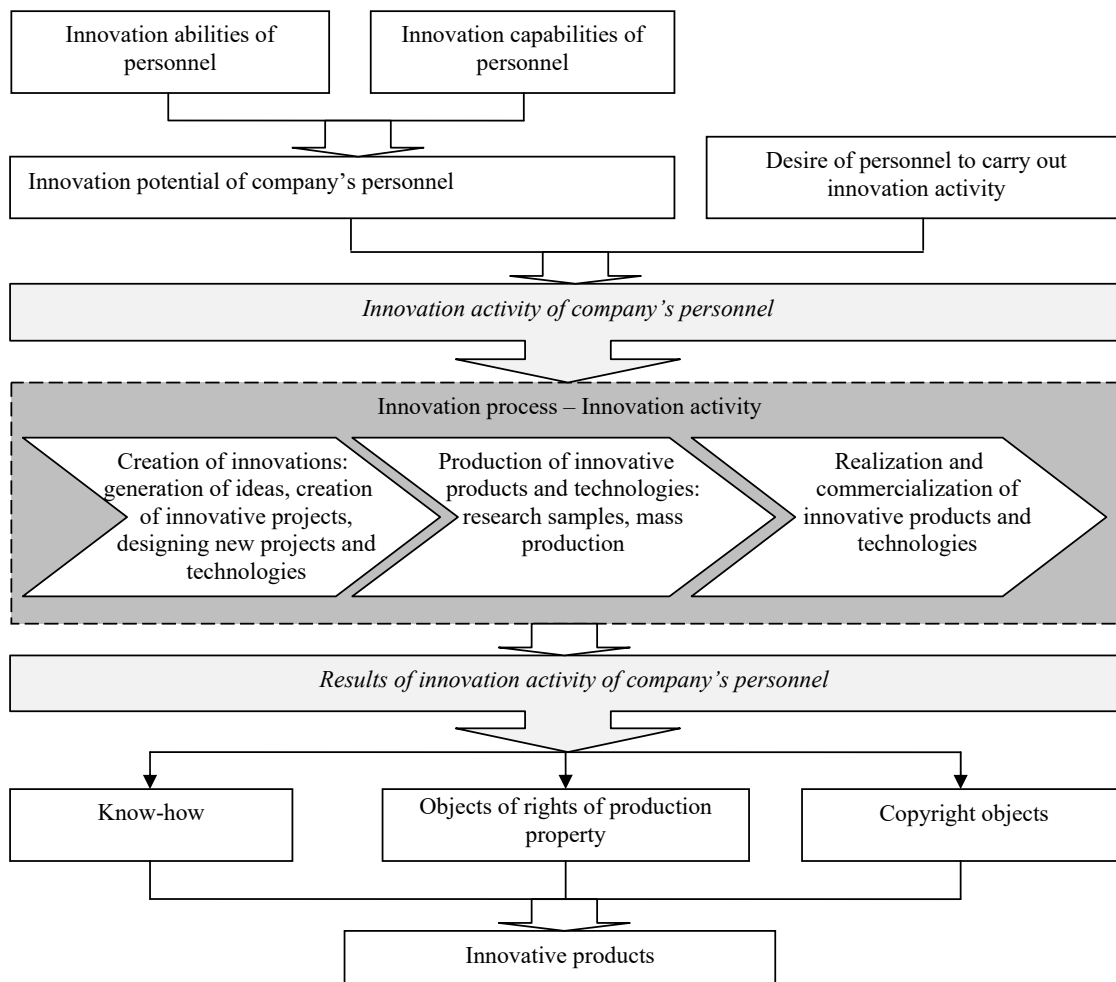 Innovation abilities of
personnel
Innovation capabilities of
personnel
Innovation potential of company’s personnel
Desire of personnel to carry out
innovation activity
Innovation activity of company’s personnel
Innovation process – Innovation activity
Creation of innovations:
generation of ideas, creation
of innovative projects,
designing new projects and
technologies
Production of innovative
products and technologies:
research samples, mass
production
Realization and
commercialization of
innovative products and
technologies
Results of innovation activity of company’s personnel
Know-how
Objects of rights of production
property
Copyright objects
Innovative products